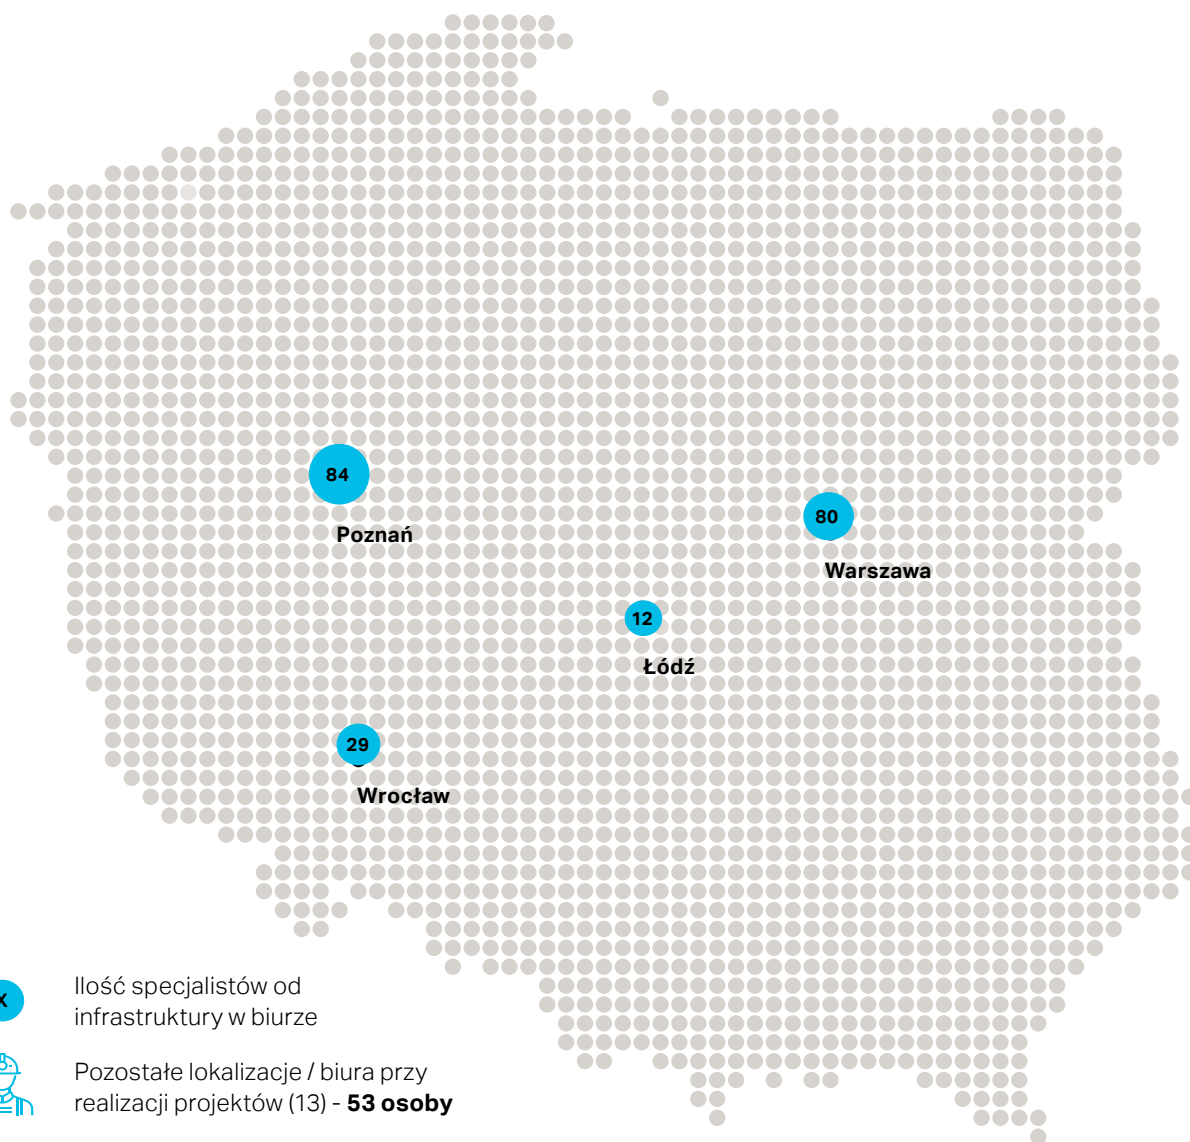 84
Poznań
80
Warszawa
12
Łódź
29
Wrocław
X
Ilość specjalistów od
infrastruktury w biurze
Pozostałe lokalizacje / biura przy
realizacji projektów (13) - 53 osoby